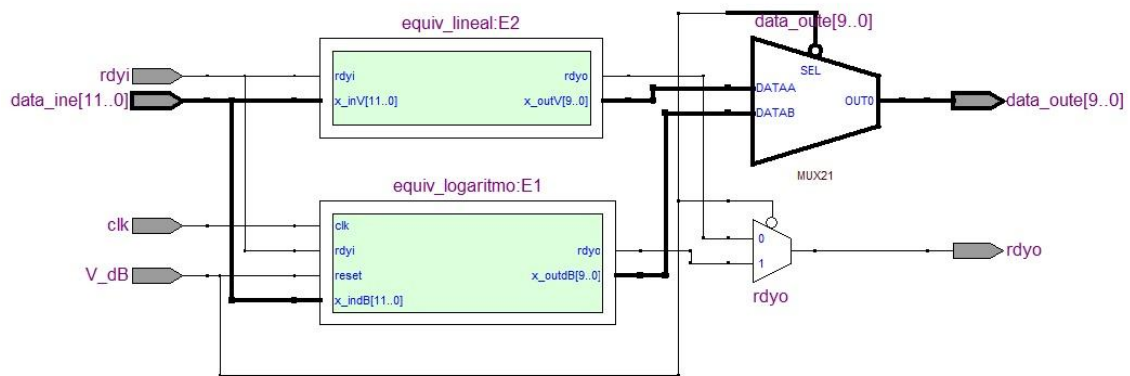 equiv_lineal:E2
data_oute[9..0]
rdyi
data_ine[11..0]
rdyi
x_inV[11..0]
rdyo
x_outV[9..0]
SEL
DATAA
DATAB
OUT0
data_oute[9..0]
MUX21
equiv_logaritmo:E1
clk
V_dB
clk
rdyi
reset
x_indB[11..0]
rdyo
x_outdB[9..0]
0
1
rdyo
rdyo